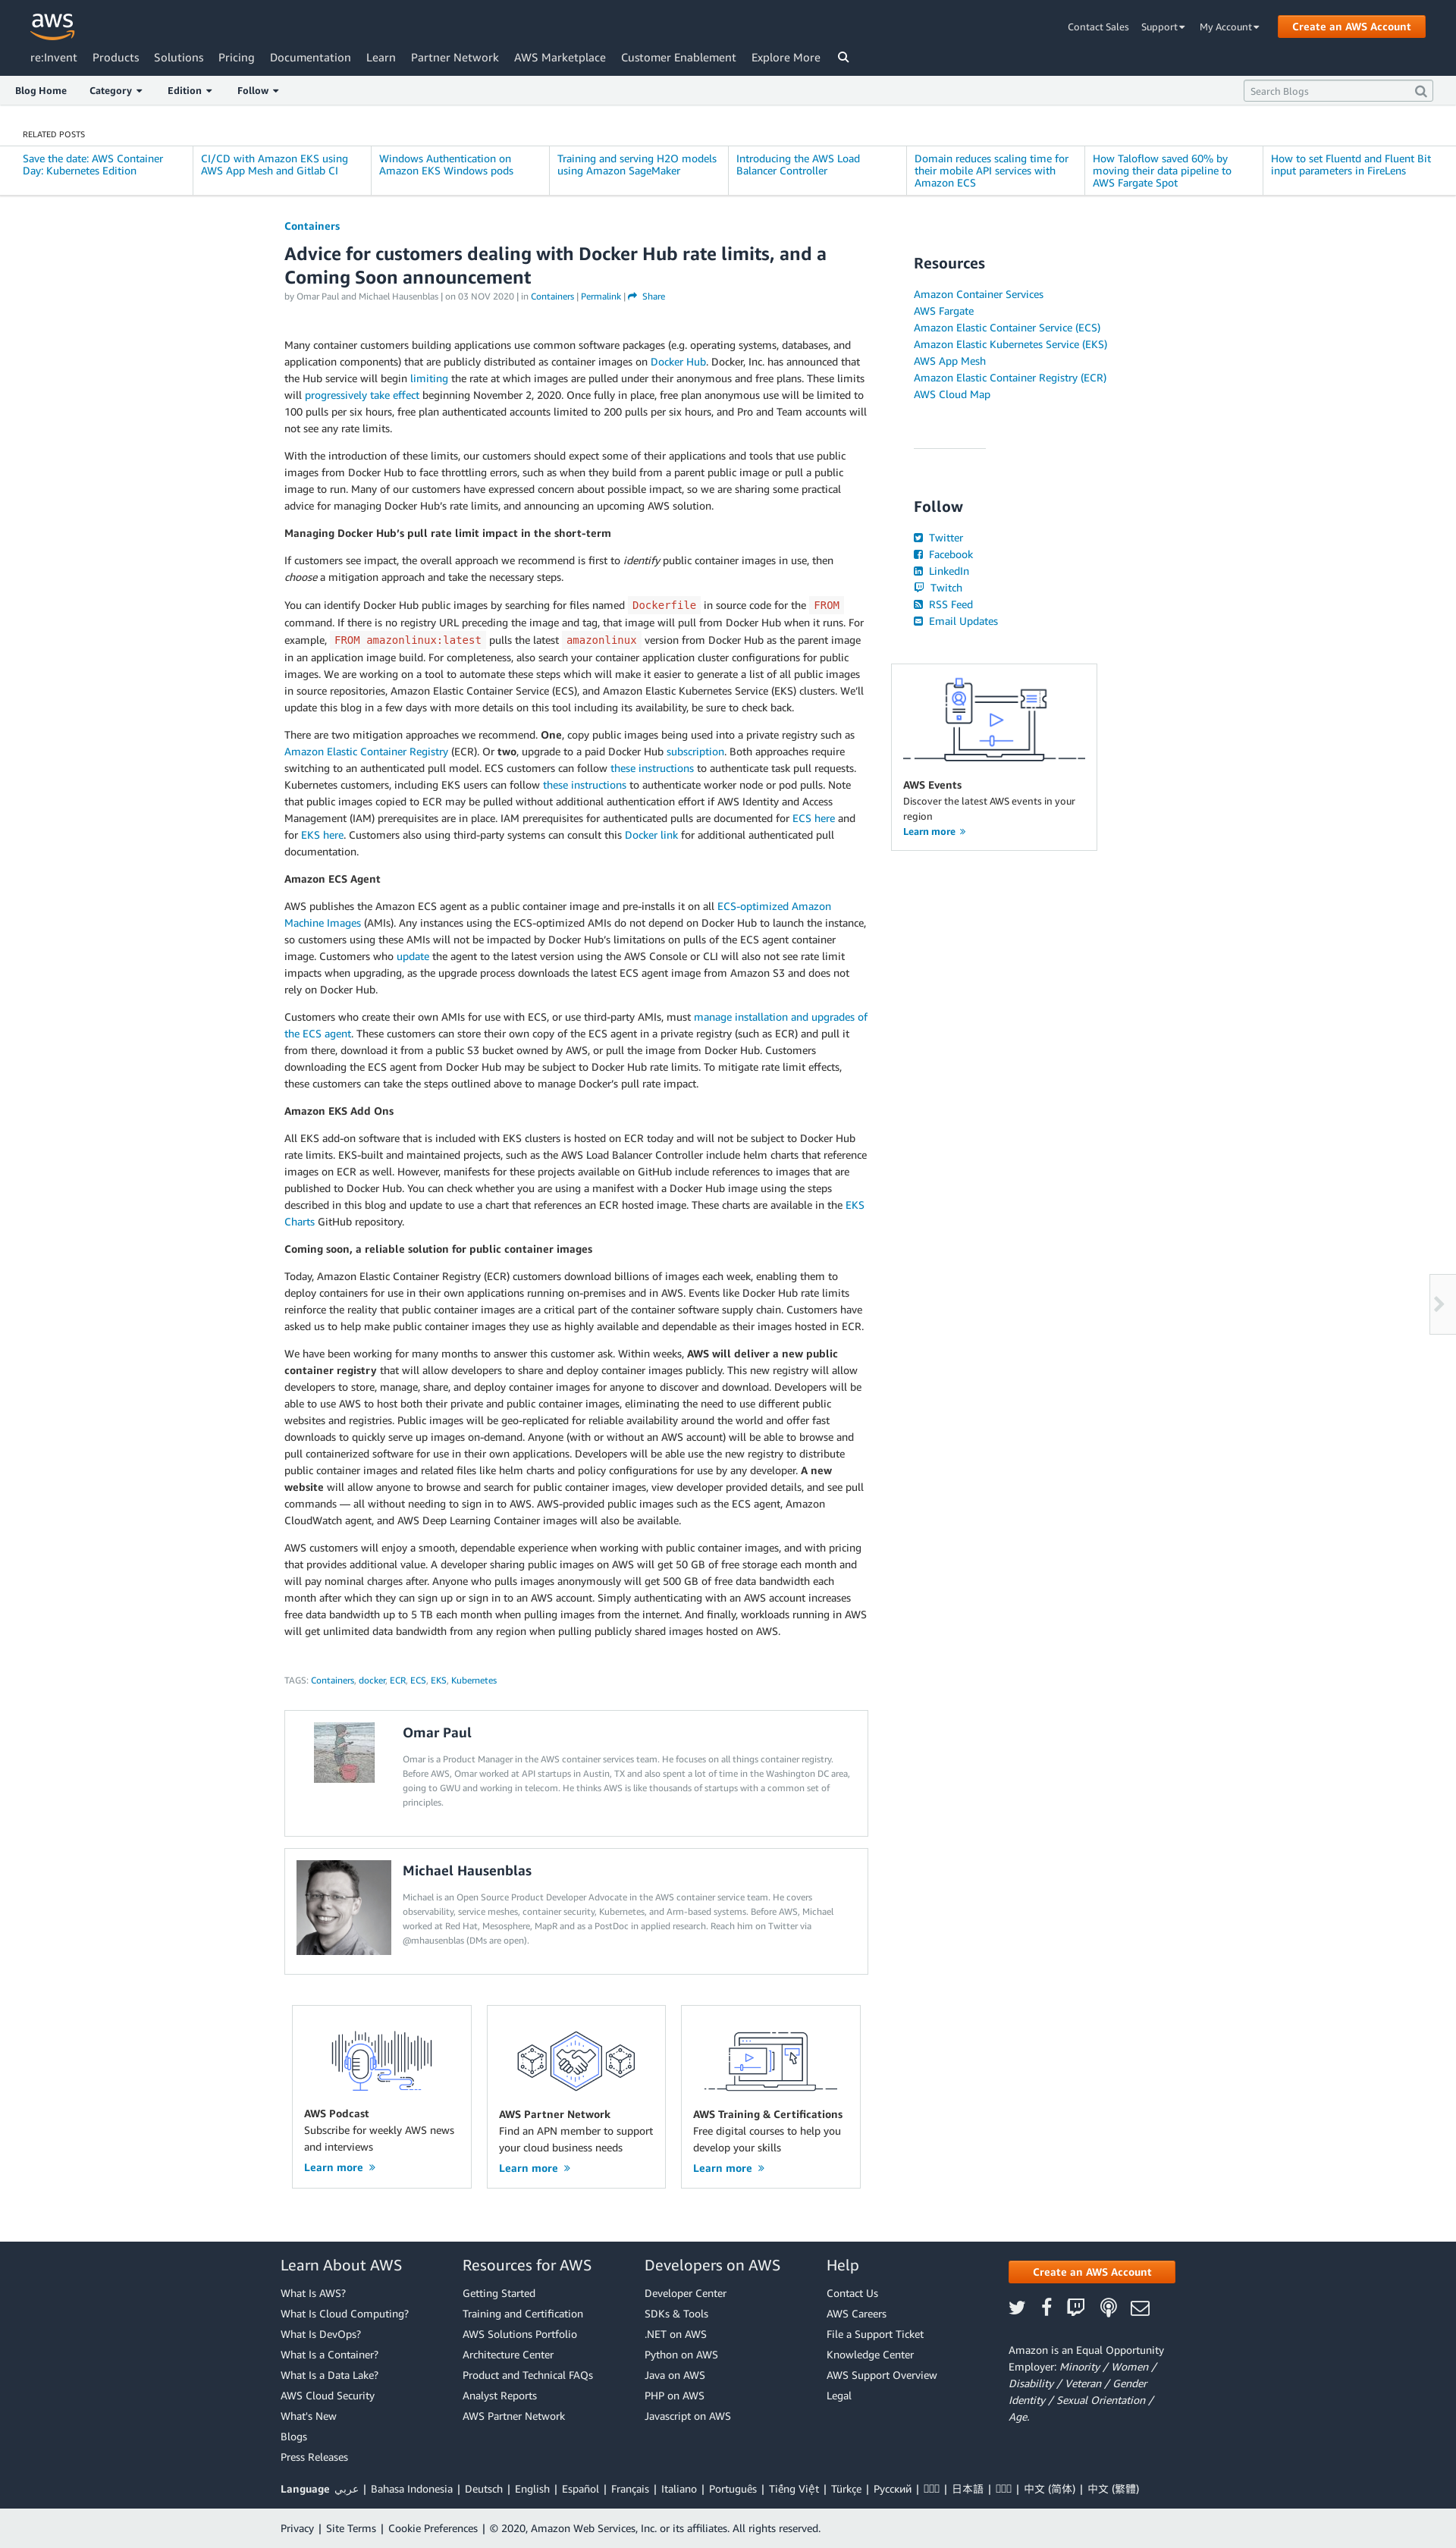 aws
Contact Sales Support My Account Create an AWS Account
re:Invent Products Solutions Pricing Documentation Learn Partner Network AWS Marketplace Customer Enablement Explore More
Blog Home Category Edition Follow Search Blogs
RELATED POSTS
Save the date: AWS Container
Day: Kubernetes Edition
CI/CD with Amazon EKS using
AWS App Mesh and Gitlab CI
Windows Authentication on
Amazon EKS Windows pods
Training and serving H2O models
using Amazon SageMaker
Introducing the AWS Load
Balancer Controller
Domain reduces scaling time for
their mobile API services with
Amazon ECS
How Taloflow saved 60% by
moving their data pipeline to
AWS Fargate Spot
How to set Fluentd and Fluent Bit
input parameters in FireLens
Containers
Advice for customers dealing with Docker Hub rate limits, and a
Coming Soon announcement
by Omar Paul and Michael Hausenblas | on 03 NOV 2020 | in Containers | Permalink | Share
Many container customers building applications use common software packages (e.g. operating systems, databases, and
application components) that are publicly distributed as container images on Docker Hub. Docker, Inc. has announced that
the Hub service will begin limiting the rate at which images are pulled under their anonymous and free plans. These limits
will progressively take effect beginning November 2, 2020. Once fully in place, free plan anonymous use will be limited to
100 pulls per six hours, free plan authenticated accounts limited to 200 pulls per six hours, and Pro and Team accounts will
not see any rate limits.
With the introduction of these limits, our customers should expect some of their applications and tools that use public
images from Docker Hub to face throttling errors, such as when they build from a parent public image or pull a public
image to run. Many of our customers have expressed concern about possible impact, so we are sharing some practical
advice for managing Docker Hub's rate limits, and announcing an upcoming AWS solution.
Managing Docker Hub's pull rate limit impact in the short-term
If customers see impact, the overall approach we recommend is first to identify public container images in use, then
choose a mitigation approach and take the necessary steps.
You can identify Docker Hub public images by searching for files named Dockerfile in source code for the FROM
command. If there is no registry URL preceding the image and tag, that image will pull from Docker Hub when it runs. For
example, FROM amazonlinux:latest pulls the latest amazonlinux version from Docker Hub as the parent image
in an application image build. For completeness, also search your container application cluster configurations for public
images. We are working on a tool to automate these steps which will make it easier to generate a list of all public images
in source repositories, Amazon Elastic Container Service (ECS), and Amazon Elastic Kubernetes Service (EKS) clusters. We'll
update this blog in a few days with more details on this tool including its availability, be sure to check back.
There are two mitigation approaches we recommend. One, copy public images being used into a private registry such as
Amazon Elastic Container Registry (ECR). Or two, upgrade to a paid Docker Hub subscription. Both approaches require
switching to an authenticated pull model. ECS customers can follow these instructions to authenticate task pull requests.
Kubernetes customers, including EKS users can follow these instructions to authenticate worker node or pod pulls. Note
that public images copied to ECR may be pulled without additional authentication effort if AWS Identity and Access
Management (IAM) prerequisites are in place. IAM prerequisites for authenticated pulls are documented for ECS here and
for EKS here. Customers also using third-party systems can consult this Docker link for additional authenticated pull
documentation.
Amazon ECS Agent
AWS publishes the Amazon ECS agent as a public container image and pre-installs it on all ECS-optimized Amazon
Machine Images (AMIs). Any instances using the ECS-optimized AMIs do not depend on Docker Hub to launch the instance,
so customers using these AMIs will not be impacted by Docker Hub's limitations on pulls of the ECS agent container
image. Customers who update the agent to the latest version using the AWS Console or CLI will also not see rate limit
impacts when upgrading, as the upgrade process downloads the latest ECS agent image from Amazon S3 and does not
rely on Docker Hub.
Customers who create their own AMIs for use with ECS, or use third-party AMIs, must manage installation and upgrades of
the ECS agent. These customers can store their own copy of the ECS agent in a private registry (such as ECR) and pull it
from there, download it from a public S3 bucket owned by AWS, or pull the image from Docker Hub. Customers
downloading the ECS agent from Docker Hub may be subject to Docker Hub rate limits. To mitigate rate limit effects,
these customers can take the steps outlined above to manage Docker's pull rate impact.
Amazon EKS Add Ons
All EKS add-on software that is included with EKS clusters is hosted on ECR today and will not be subject to Docker Hub
rate limits. EKS-built and maintained projects, such as the AWS Load Balancer Controller include helm charts that reference
images on ECR as well. However, manifests for these projects available on GitHub include references to images that are
published to Docker Hub. You can check whether you are using a manifest with a Docker Hub image using the steps
described in this blog and update to use a chart that references an ECR hosted image. These charts are available in the EKS
Charts GitHub repository.
Coming soon, a reliable solution for public container images
Today, Amazon Elastic Container Registry (ECR) customers download billions of images each week, enabling them to
deploy containers for use in their own applications running on-premises and in AWS. Events like Docker Hub rate limits
reinforce the reality that public container images are a critical part of the container software supply chain. Customers have
asked us to help make public container images they use as highly available and dependable as their images hosted in ECR.
We have been working for many months to answer this customer ask. Within weeks, AWS will deliver a new public
container registry that will allow developers to share and deploy container images publicly. This new registry will allow
developers to store, manage, share, and deploy container images for anyone to discover and download. Developers will be
able to use AWS to host both their private and public container images, eliminating the need to use different public
websites and registries. Public images will be geo-replicated for reliable availability around the world and offer fast
downloads to quickly serve up images on-demand. Anyone (with or without an AWS account) will be able to browse and
pull containerized software for use in their own applications. Developers will be able use the new registry to distribute
public container images and related files like helm charts and policy configurations for use by any developer. A new
website will allow anyone to browse and search for public container images, view developer provided details, and see pull
commands — all without needing to sign in to AWS. AWS-provided public images such as the ECS agent, Amazon
CloudWatch agent, and AWS Deep Learning Container images will also be available.
AWS customers will enjoy a smooth, dependable experience when working with public container images, and with pricing
that provides additional value. A developer sharing public images on AWS will get 50 GB of free storage each month and
will pay nominal charges after. Anyone who pulls images anonymously will get 500 GB of free data bandwidth each
month after which they can sign up or sign in to an AWS account. Simply authenticating with an AWS account increases
free data bandwidth up to 5 TB each month when pulling images from the internet. And finally, workloads running in AWS
will get unlimited data bandwidth from any region when pulling publicly shared images hosted on AWS.
TAGS: Containers, docker, ECR, ECS, EKS, Kubernetes
Omar Paul
Omar is a Product Manager in the AWS container services team. He focuses on all things container registry.
Before AWS, Omar worked at API startups in Austin, TX and also spent a lot of time in the Washington DC area,
going to GWU and working in telecom. He thinks AWS is like thousands of startups with a common set of
principles.
Michael Hausenblas
Michael is an Open Source Product Developer Advocate in the AWS container service team. He covers
observability, service meshes, container security, Kubernetes, and Arm-based systems. Before AWS, Michael
worked at Red Hat, Mesosphere, MapR and as a PostDoc in applied research. Reach him on Twitter via
@mhausenblas (DMs are open).
AWS Podcast
Subscribe for weekly AWS news
and interviews
Learn more »
AWS Partner Network
Find an APN member to support
your cloud business needs
Learn more »
AWS Training & Certifications
Free digital courses to help you
develop your skills
Learn more »
Resources
Amazon Container Services
AWS Fargate
Amazon Elastic Container Service (ECS)
Amazon Elastic Kubernetes Service (EKS)
AWS App Mesh
Amazon Elastic Container Registry (ECR)
AWS Cloud Map
Follow
Twitter
Facebook
LinkedIn
Twitch
RSS Feed
Email Updates
AWS Events
Discover the latest AWS events in your
region
Learn more »
Learn About AWS
What Is AWS?
What Is Cloud Computing?
What Is DevOps?
What Is a Container?
What Is a Data Lake?
AWS Cloud Security
What's New
Blogs
Press Releases
Resources for AWS
Getting Started
Training and Certification
AWS Solutions Portfolio
Architecture Center
Product and Technical FAQs
Analyst Reports
AWS Partner Network
Developers on AWS
Developer Center
SDKs & Tools
.NET on AWS
Python on AWS
Java on AWS
PHP on AWS
Javascript on AWS
Help
Contact Us
AWS Careers
File a Support Ticket
Knowledge Center
AWS Support Overview
Legal
Create an AWS Account
Amazon is an Equal Opportunity
Employer: Minority / Women /
Disability / Veteran / Gender
Identity / Sexual Orientation /
Age.
Language عربي | Bahasa Indonesia | Deutsch | English | Español | Français | Italiano | Português | Tiếng Việt | Türkçe | Ρусский | | 日本語 | | 中文 (简体) | 中文 (繁體)
Privacy | Site Terms | Cookie Preferences | © 2020, Amazon Web Services, Inc. or its affiliates. All rights reserved.